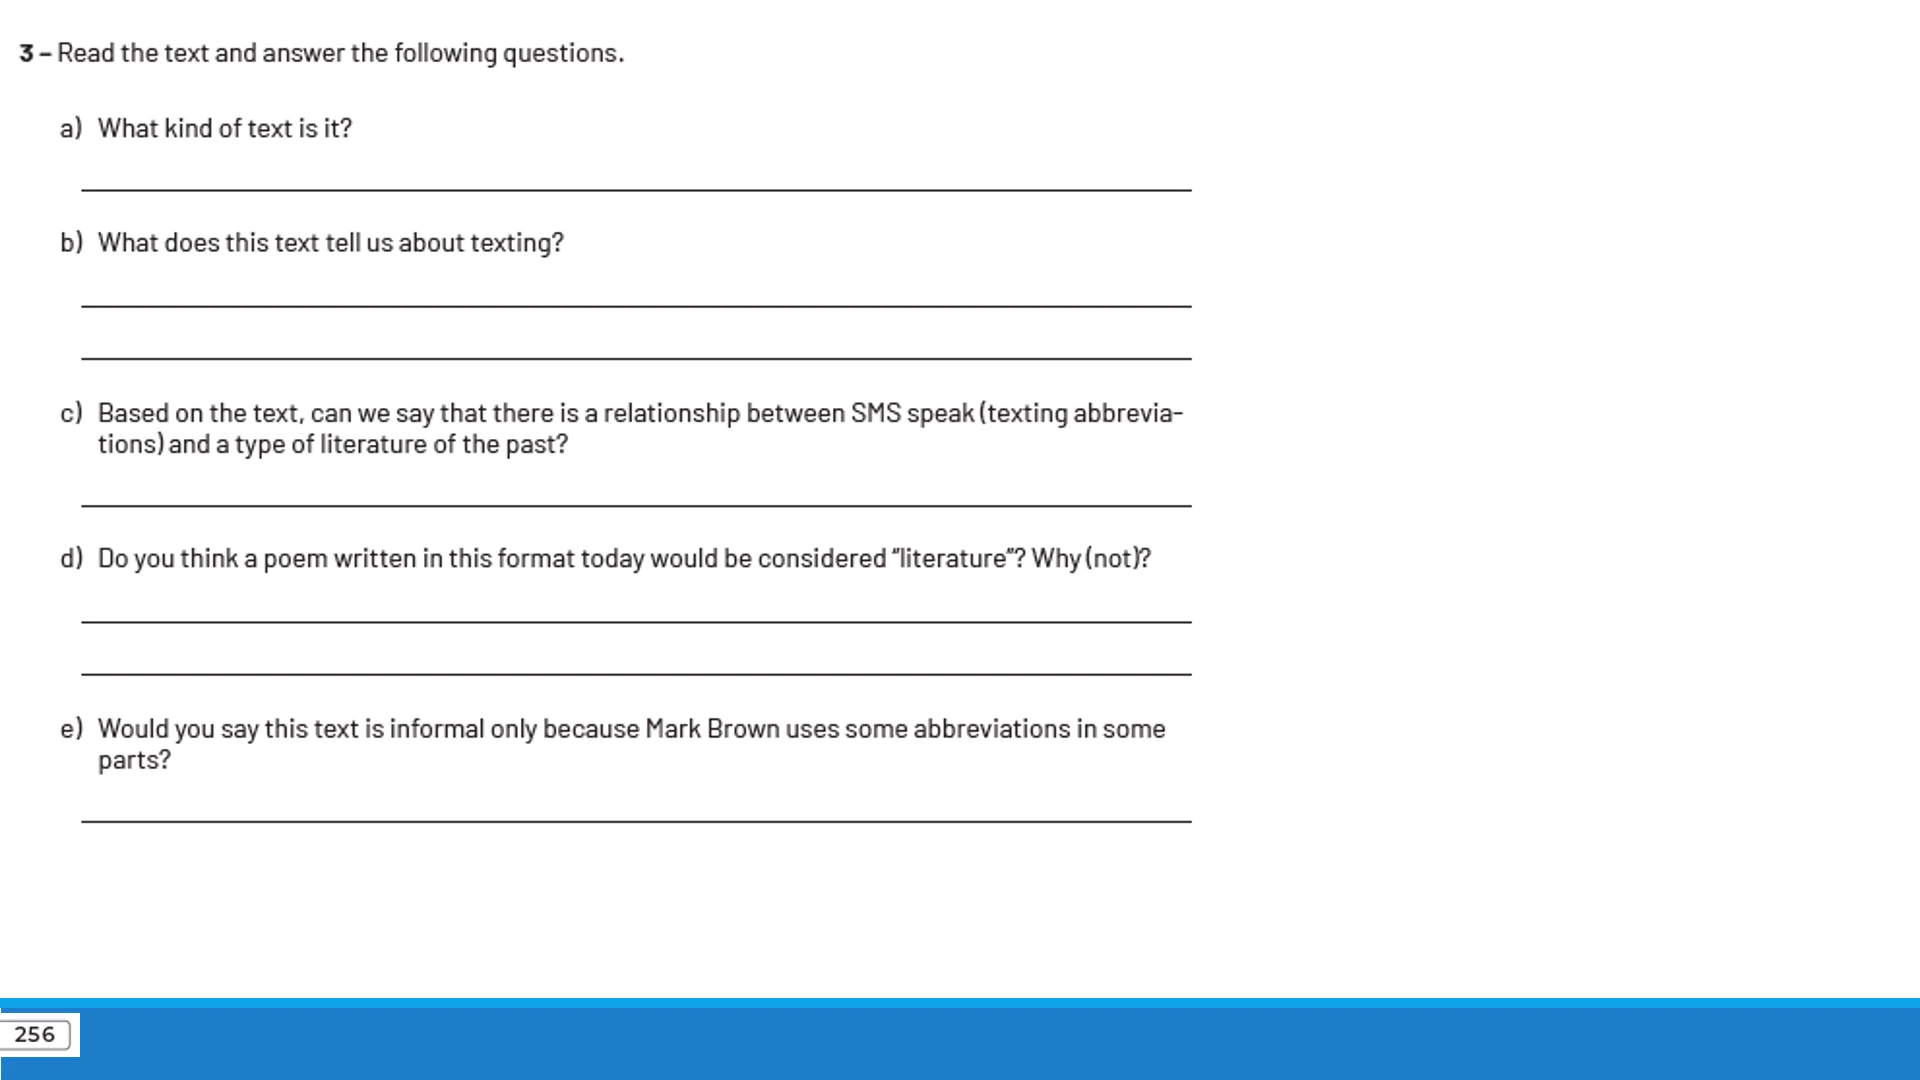 3 – Read the text and answer the following questions.
a) What kind of text is it?
b) What does this text tell us about texting?
c) Based on the text, can we say that there is a relationship between SMS speak (texting abbrevia-
tions) and a type of literature of the past?
d) Do you think a poem written in this format today would be considered “literature”? Why (not)?
e) Would you say this text is informal only because Mark Brown uses some abbreviations in some
parts?
256